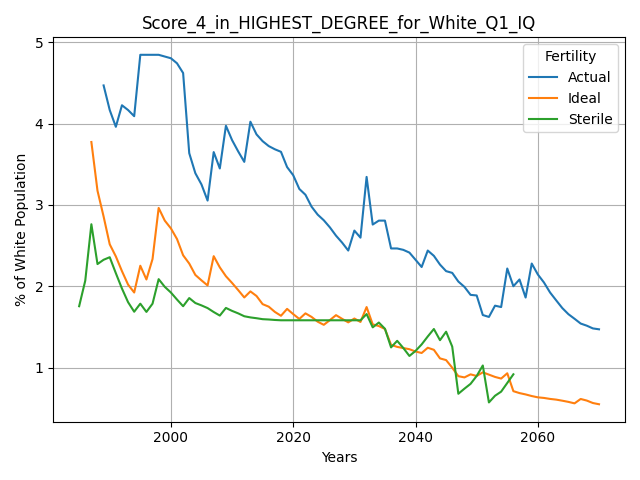 Score_4_in_HIGHEST_DEGREE_for_White_Q1_IQ
% of White Population
5
4
3
2
1
Fertility
Actual
Ideal
Sterile
2000
2020
2040
2060
Years